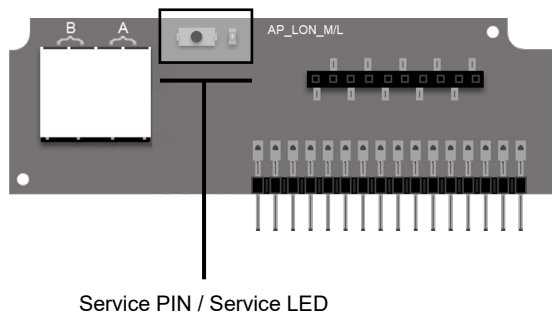 B A
AP_LON_M/L
Service PIN / Service LED